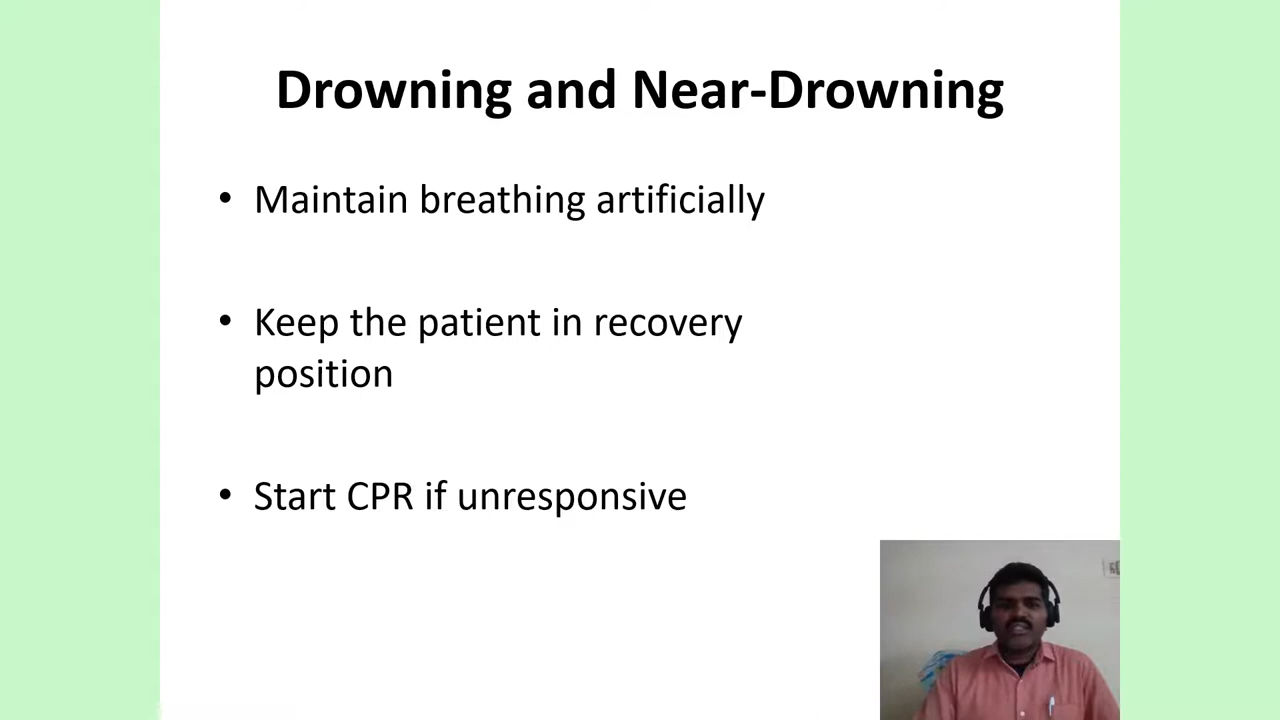 Drowning and Near-Drowning
• Maintain breathing artificially
• Keep the patient in recovery
position
• Start CPR if unresponsive